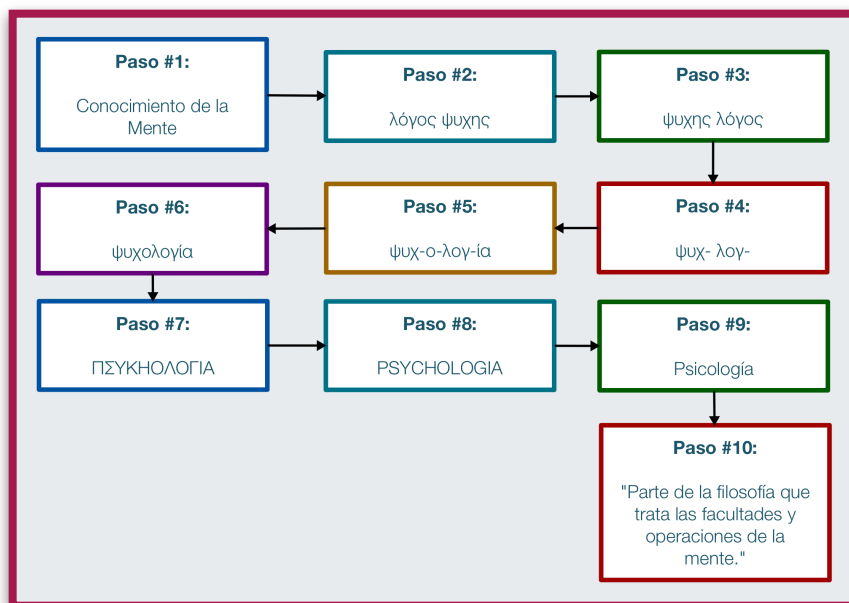 Paso #1:
Conocimiento de la
Mente
Paso #2:
λόγος ψυχης
Paso #3:
ψυχης λόγος
Paso #4:
ψυχ- λογ-
Paso #5:
ψυχ-ο-λογ-ία
Paso #6:
ψυχολογία
Paso #7:
ΠΣΥΚΗΟΛΟΓΙΑ
Paso #8:
PSYCHOLOGIA
Paso #9:
Psicología
Paso #10:
"Parte de la filosofía que
trata las facultades y
operaciones de la
mente."